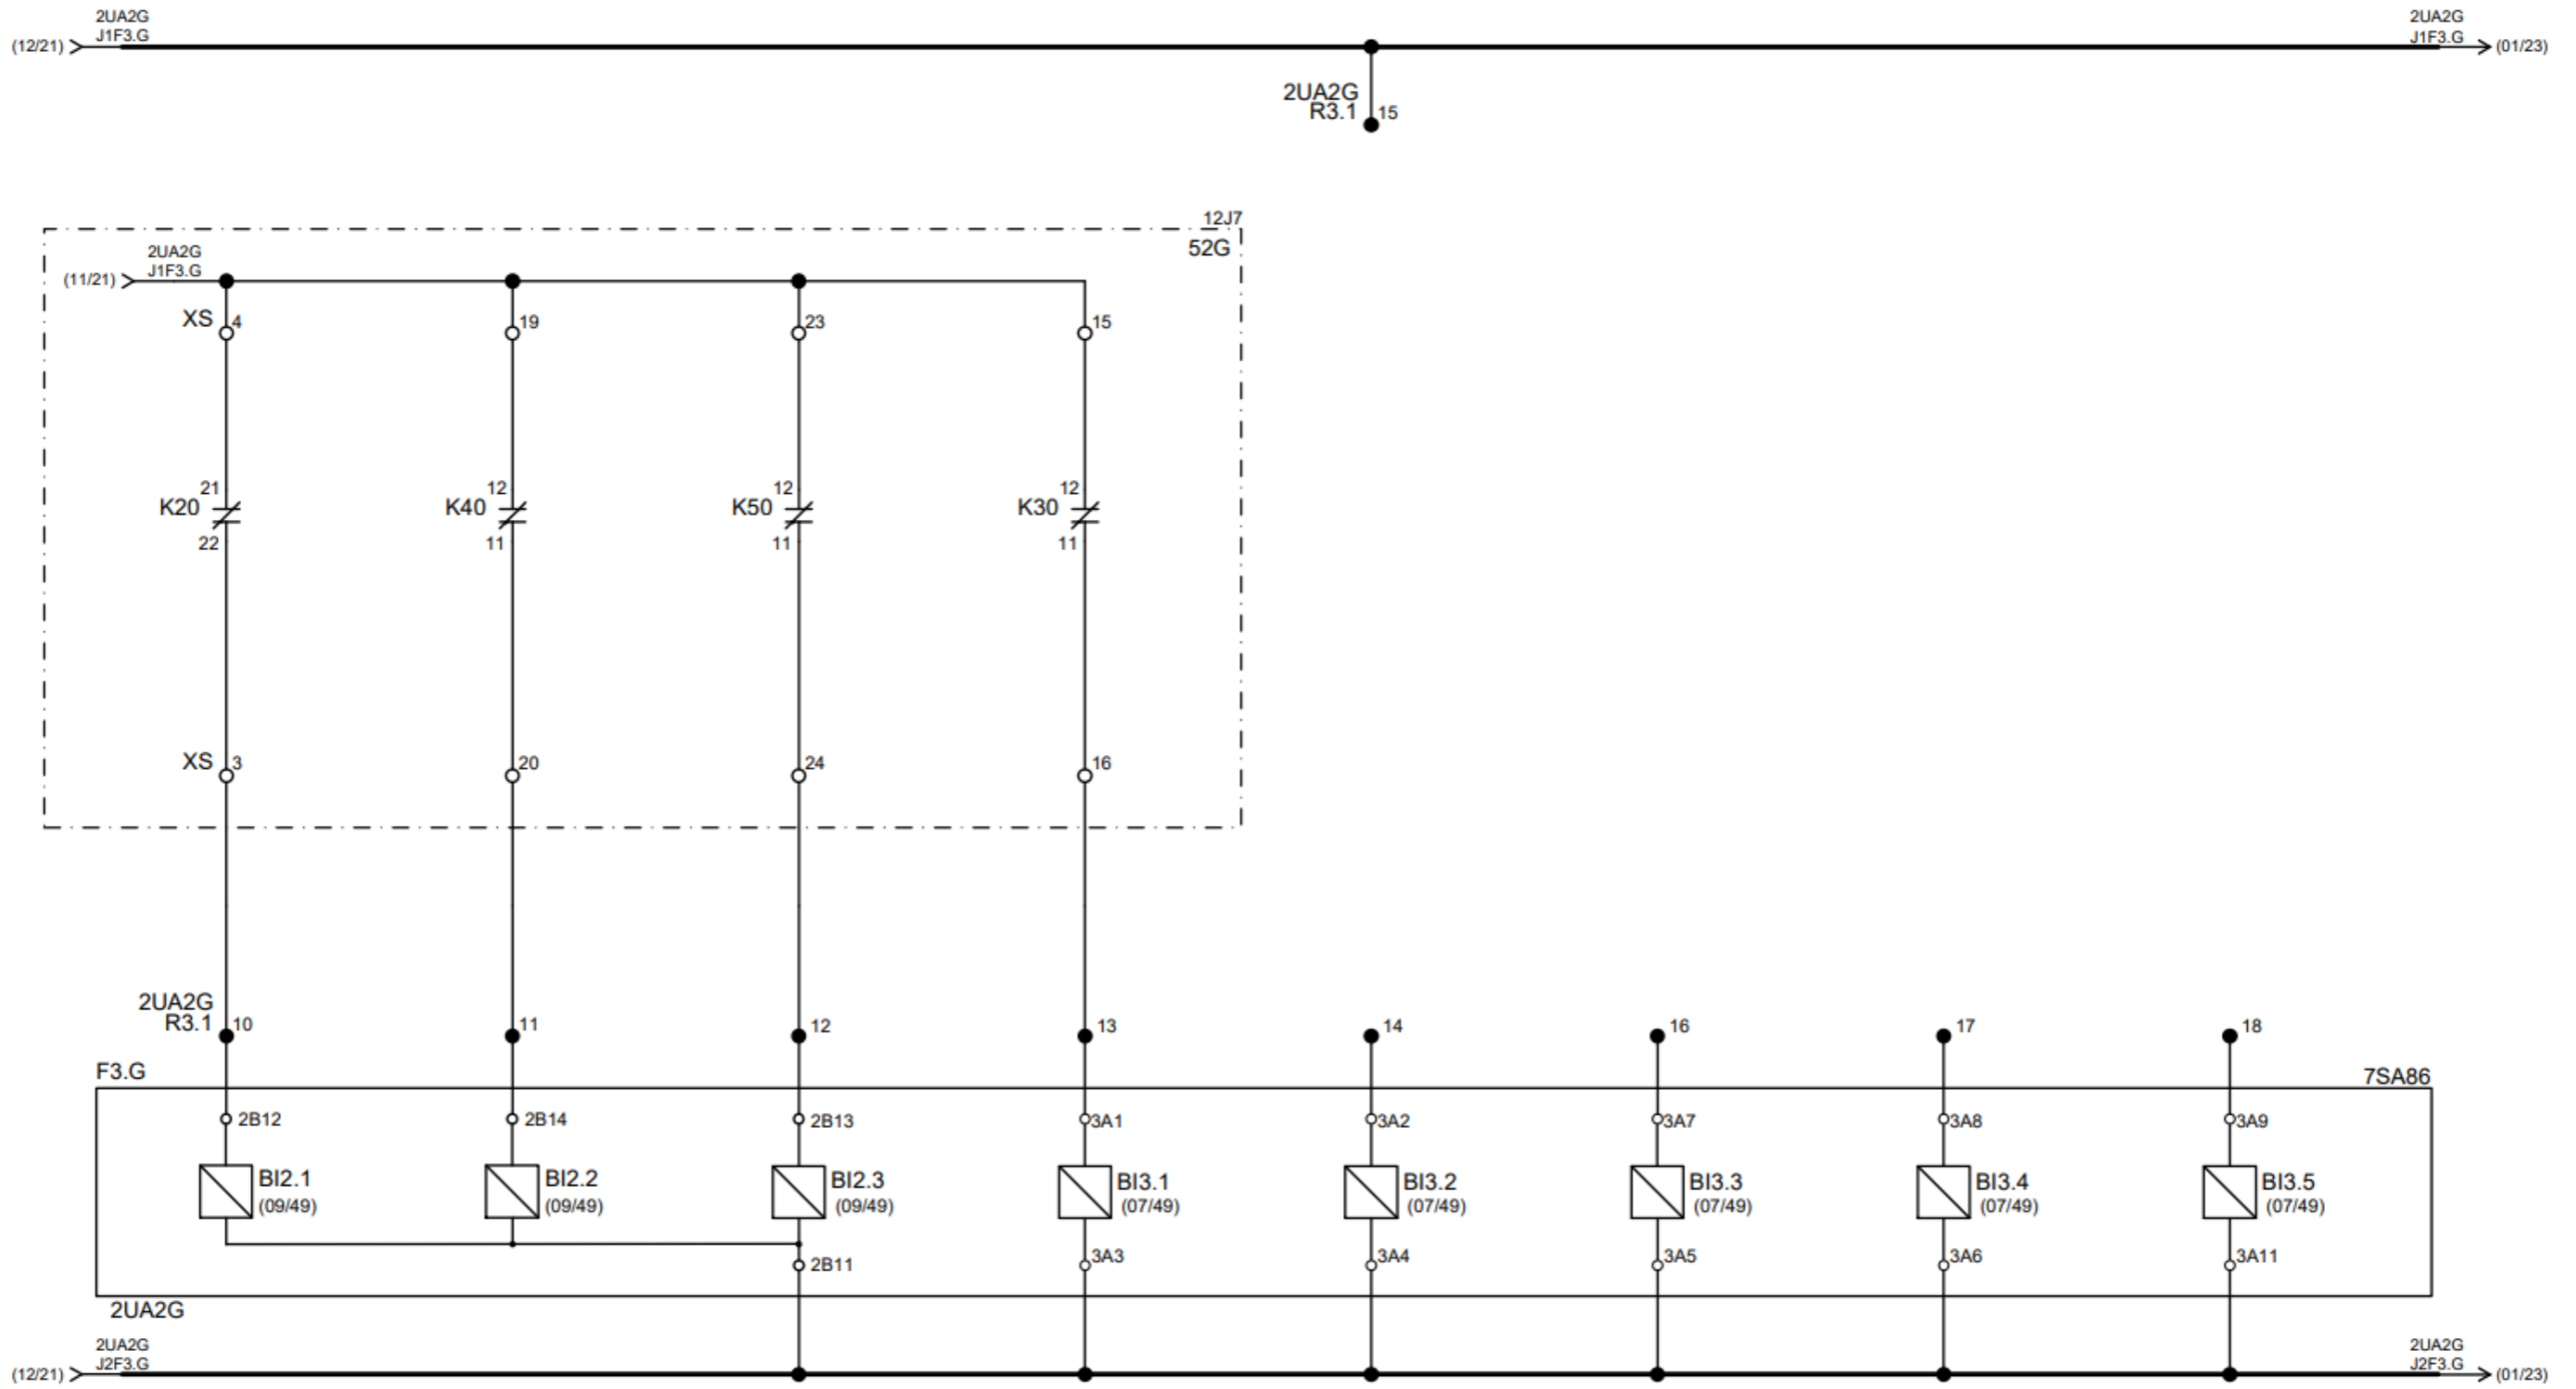 2UA2G
J1F3.G
(12/21)
2UA2G
J1F3.G
(01/23)
2UA2G
R3.1
15
12J7
52G
2UA2G
J1F3.G
(11/21)
XS
4
19
23
15
21
K20
22
12
K40
11
12
K50
11
12
K30
11
XS
3
20
24
16
2UA2G
R3.1
10
11
12
13
14
16
17
18
F3.G
7SA86
2B12
2B14
2B13
3A1
3A2
3A7
3A8
3A9
BI2.1
(09/49)
BI2.2
(09/49)
BI2.3
(09/49)
BI3.1
(07/49)
BI3.2
(07/49)
BI3.3
(07/49)
BI3.4
(07/49)
BI3.5
(07/49)
2B11
3A3
3A4
3A5
3A6
3A11
2UA2G
2UA2G
J2F3.G
(12/21)
2UA2G
J2F3.G
(01/23)